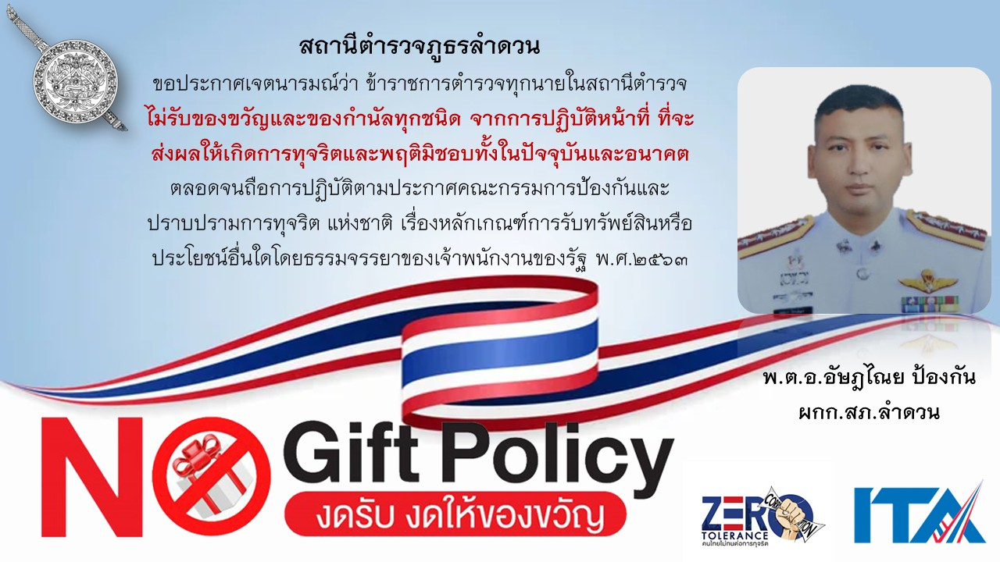 สถานีตำรวจภูธรลำดวน
ขอประกาศเจตนารมณ์ว่า ข้าราชการตำรวจทุกนายในสถานีตำรวจ
ไม่รับของขวัญและของกำนัลทุกชนิด จากการปฏิบัติหน้าที่ ที่จะ
ส่งผลให้เกิดการทุจริตและพฤติมิชอบทั้งในปัจจุบันและอนาคต
ตลอดจนถือการปฏิบัติตามประกาศคณะกรรมการป้องกันและ
ปราบปรามการทุจริต แห่งชาติ เรื่องหลักเกณฑ์การรับทรัพย์สินหรือ
ประโยชน์อื่นใดโดยธรรมจรรยาของเจ้าพนักงานของรัฐ พ.ศ.๒๕๖๓
พ.ต.อ.อัษฎไณย ป้องกัน
ผกก.สภ.ลำดวน
NO Gift Policy
งดรับ งดให้ของขวัญ
ZERO CORRUPTION
TOLERANCE
คนไทยไม่ทนต่อการทุจริต
ITA